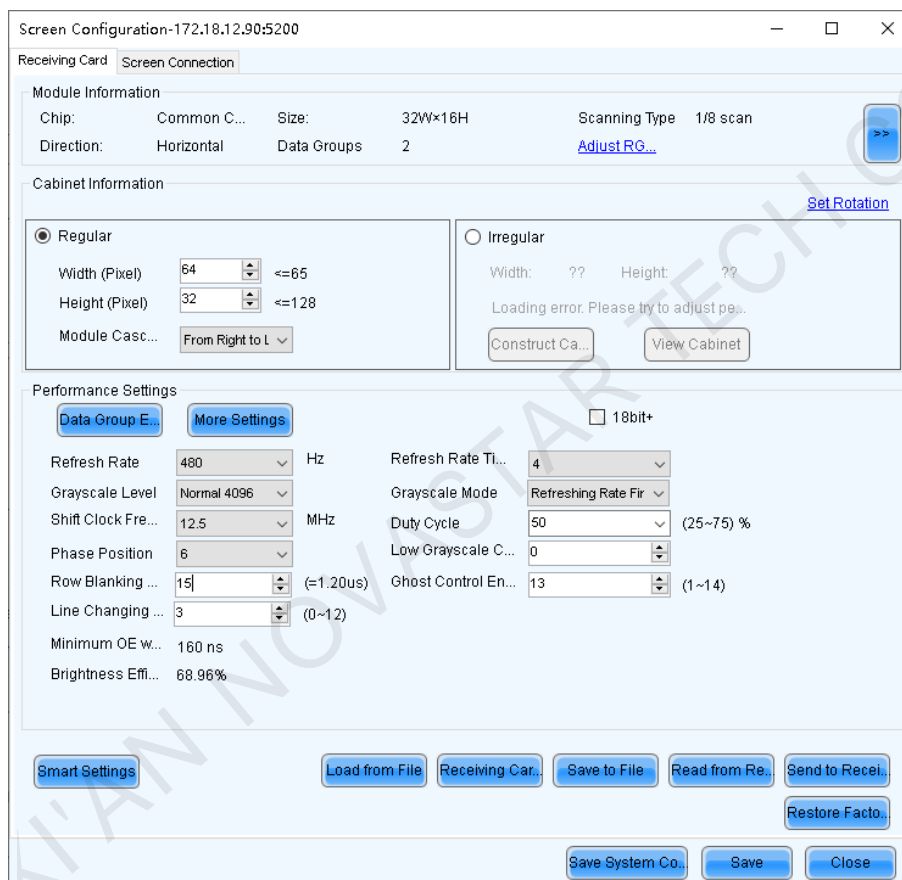 Screen Configuration-172.18.12.90:5200
Receiving Card Screen Connection
Module Information
Chip: Common C... Size: 32W×16H Scanning Type 1/8 scan
Direction: Horizontal Data Groups 2 Adjust RG...
>>
Cabinet Information
Set Rotation
Regular
Width (Pixel) 64 <=65
Height (Pixel) 32 <=128
Module Casc... From Right to L
Irregular
Width: ?? Height: ??
Loading error. Please try to adjust pe...
Construct Ca... View Cabinet
Performance Settings
Data Group E... More Settings 18bit+
Refresh Rate 480 Hz Refresh Rate Ti... 4
Grayscale Level Normal 4096 Grayscale Mode Refreshing Rate Fir
Shift Clock Fre... 12.5 MHz Duty Cycle 50 (25~75) %
Phase Position 6 Low Grayscale C... 0
Row Blanking ... 15 (=1.20us) Ghost Control En... 13 (1~14)
Line Changing ... 3 (0~12)
Minimum OE w... 160 ns
Brightness Effi... 68.96%
Smart Settings Load from File Receiving Car... Save to File Read from Re... Send to Recei...
Restore Facto...
Save System Co... Save Close
XI'AN NOVASTAR TECH